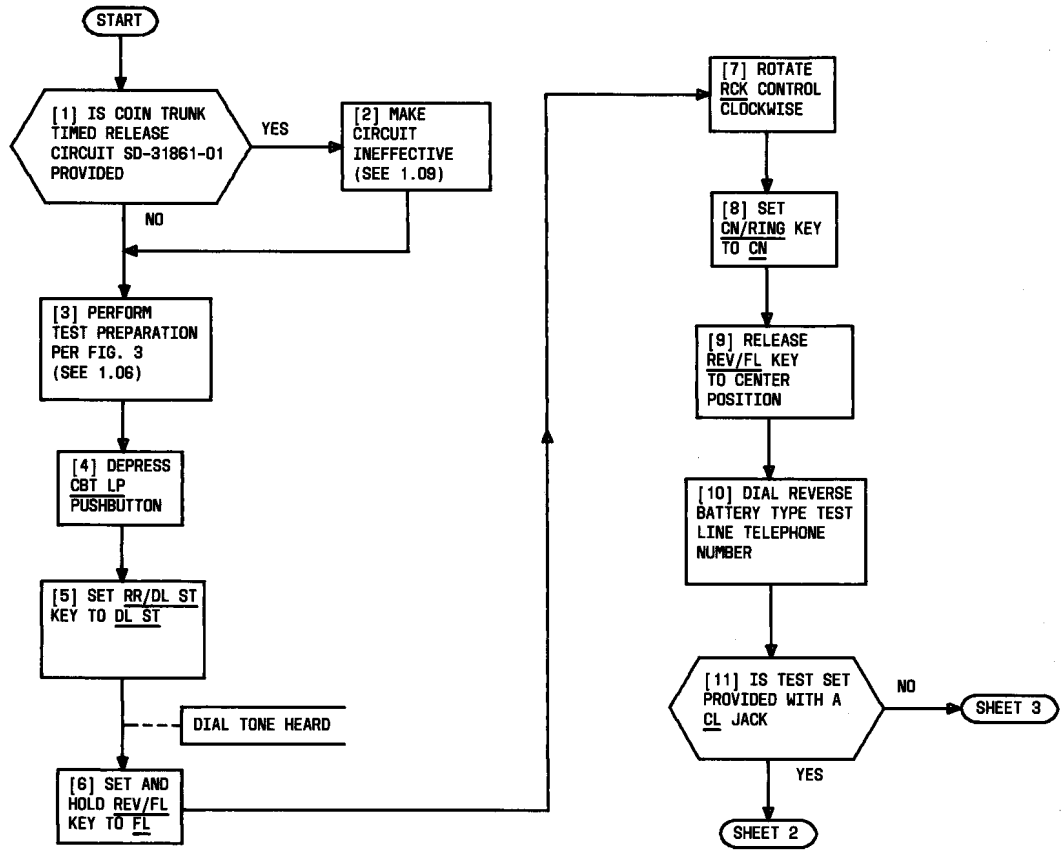 START
[1] IS COIN TRUNK
TIMED RELEASE
CIRCUIT SD-31861-01
PROVIDED
YES
[2] MAKE
CIRCUIT
INEFFECTIVE
(SEE 1.09)
NO
[3] PERFORM
TEST PREPARATION
PER FIG. 3
(SEE 1.06)
[4] DEPRESS
CBT LP
PUSHBUTTON
[5] SET RR/DL ST
KEY TO DL ST
DIAL TONE HEARD
[6] SET AND
HOLD REV/FL
KEY TO FL
[7] ROTATE
RCK CONTROL
CLOCKWISE
[8] SET
CN/RING KEY
TO CN
[9] RELEASE
REV/FL KEY
TO CENTER
POSITION
[10] DIAL REVERSE
BATTERY TYPE TEST
LINE TELEPHONE
NUMBER
[11] IS TEST SET
PROVIDED WITH A
CL JACK
NO
SHEET 3
YES
SHEET 2